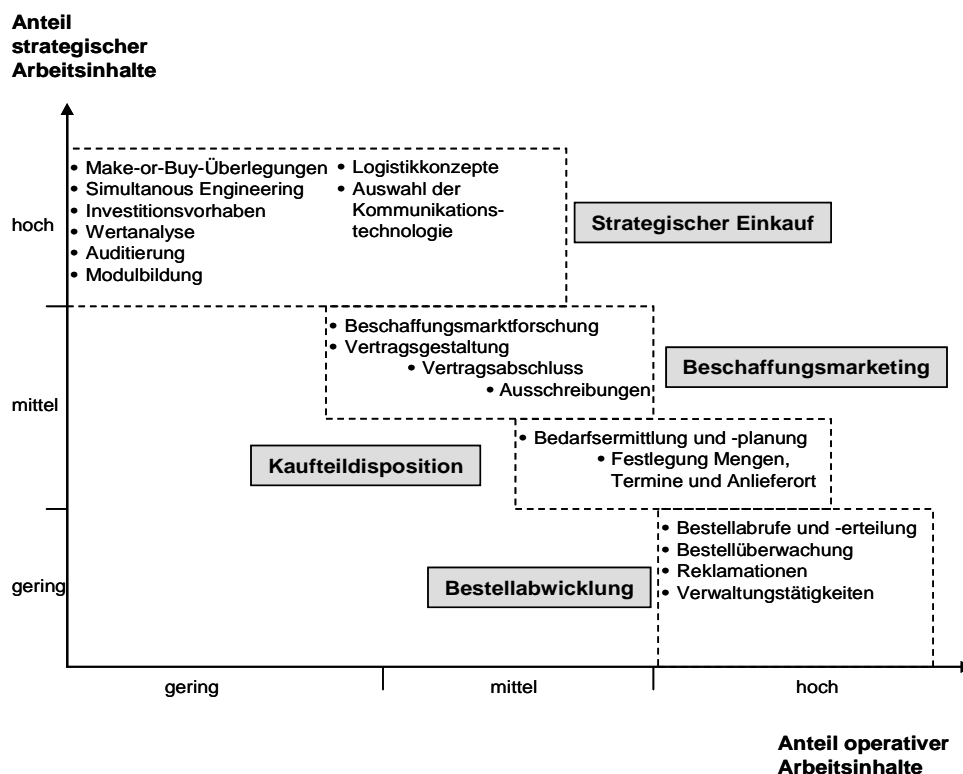 Anteil
strategischer
Arbeitsinhalte
hoch
• Make-or-Buy-Überlegungen
• Simultanous Engineering
• Investitionsvorhaben
• Wertanalyse
• Auditierung
• Modulbildung
• Logistikkonzepte
• Auswahl der
Kommunikations-
technologie
Strategischer Einkauf
mittel
• Beschaffungsmarktforschung
• Vertragsgestaltung
• Vertragsabschluss
• Ausschreibungen
Beschaffungsmarketing
Kaufteildisposition
• Bedarfsermittlung und -planung
• Festlegung Mengen,
Termine und Anlieferort
gering
Bestellabwicklung
• Bestellabrufe und -erteilung
• Bestellüberwachung
• Reklamationen
• Verwaltungstätigkeiten
gering
mittel
hoch
Anteil operativer
Arbeitsinhalte